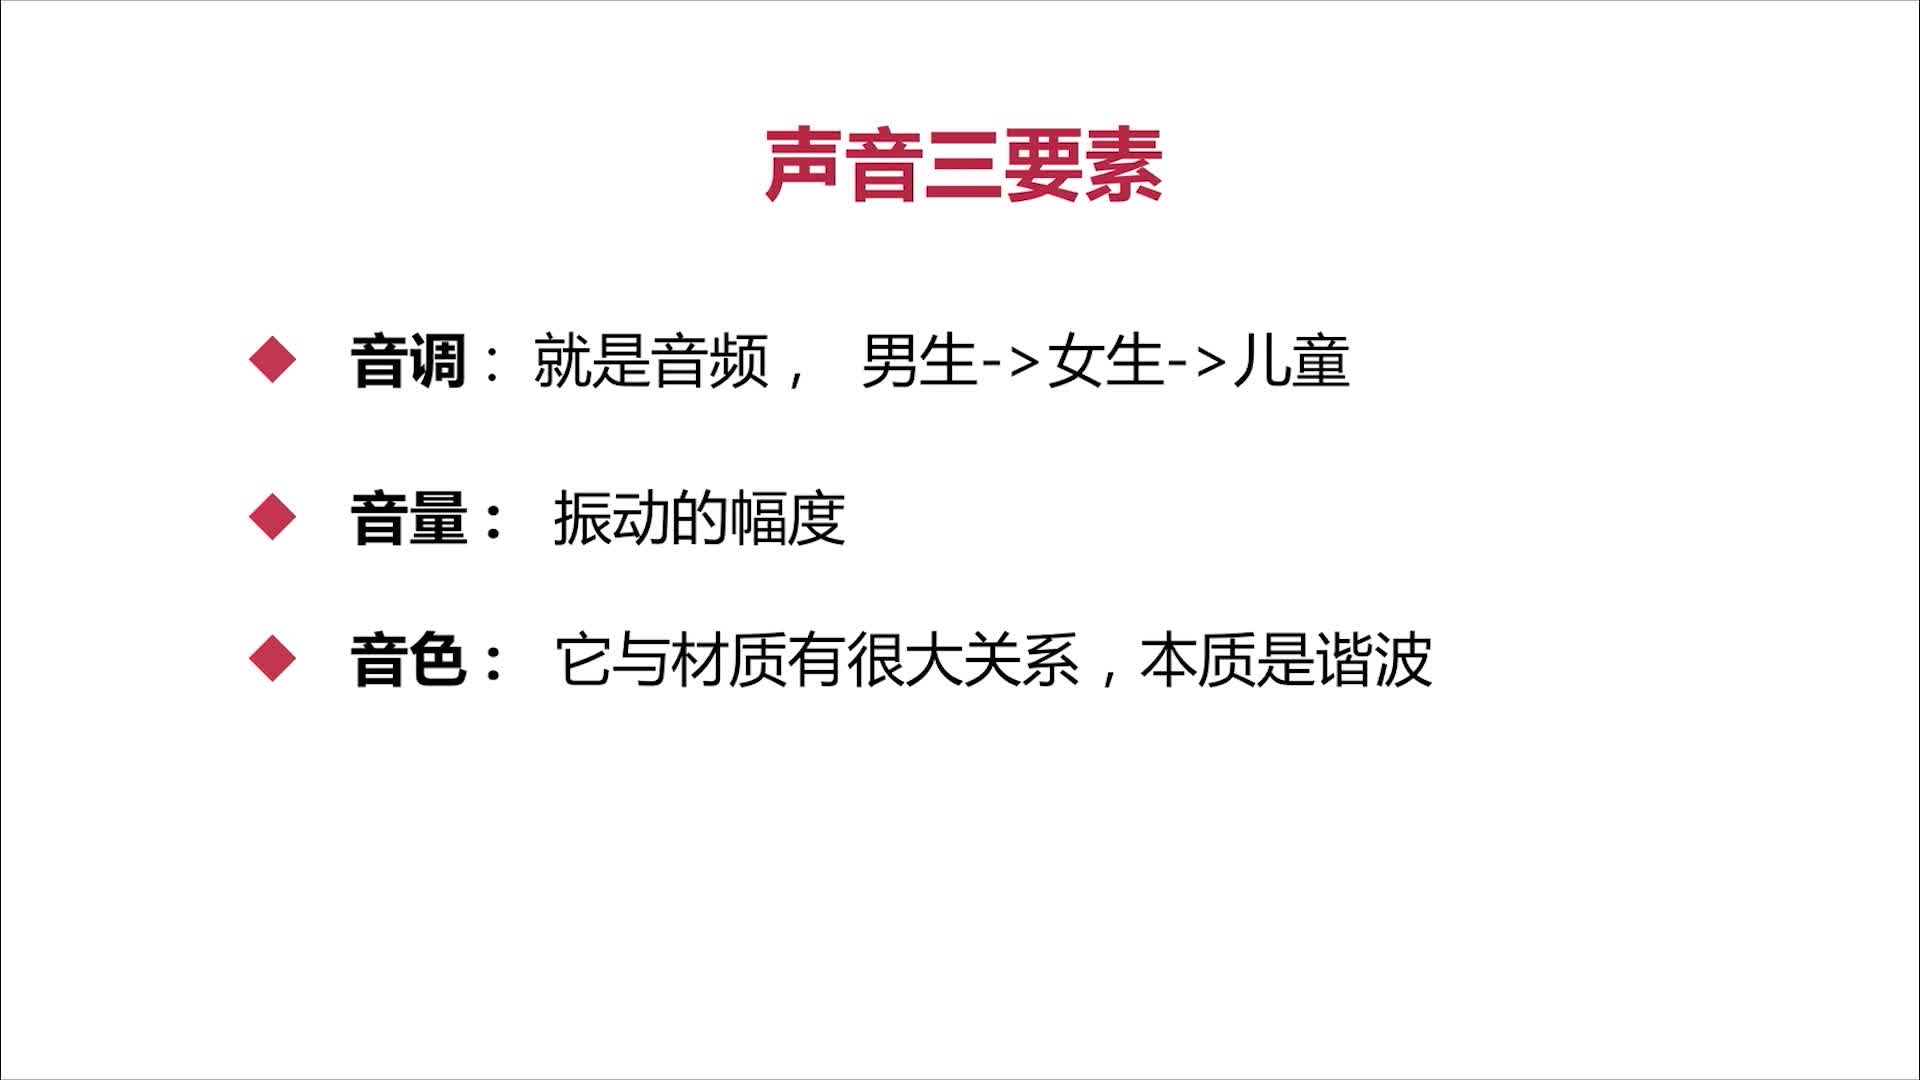 声音三要素
音调：就是音频， 男生->女生->儿童
音量： 振动的幅度
音色： 它与材质有很大关系，本质是谐波